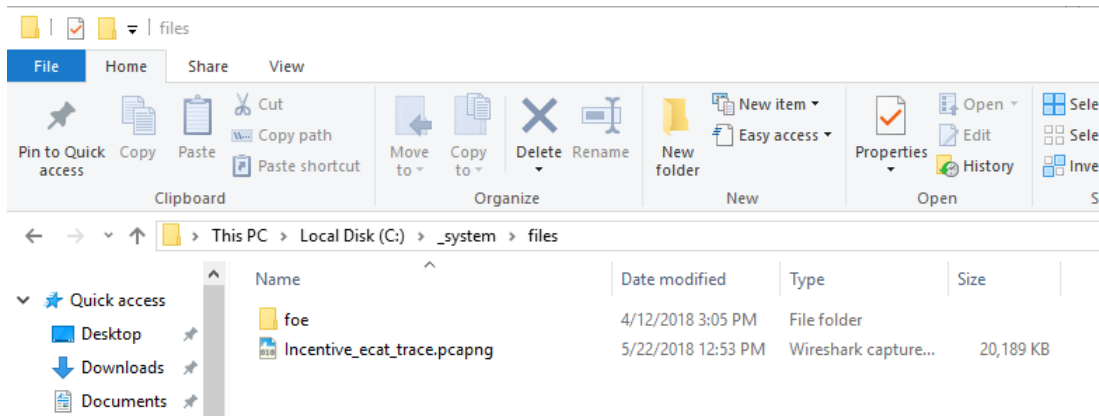 files
File Home Share View
Pin to Quick access
Copy
Paste
Cut
Copy path
Paste shortcut
Clipboard
Move to
Copy to
Delete
Rename
Organize
New folder
New item
Easy access
New
Properties
Open
Edit
History
Open
Sele
Sele
Inve
S
This PC > Local Disk (C:) > _system > files
Name Date modified Type Size
Quick access
Desktop
Downloads
Documents
foe 4/12/2018 3:05 PM File folder
Incentive_ecat_trace.pcapng 5/22/2018 12:53 PM Wireshark capture... 20,189 KB